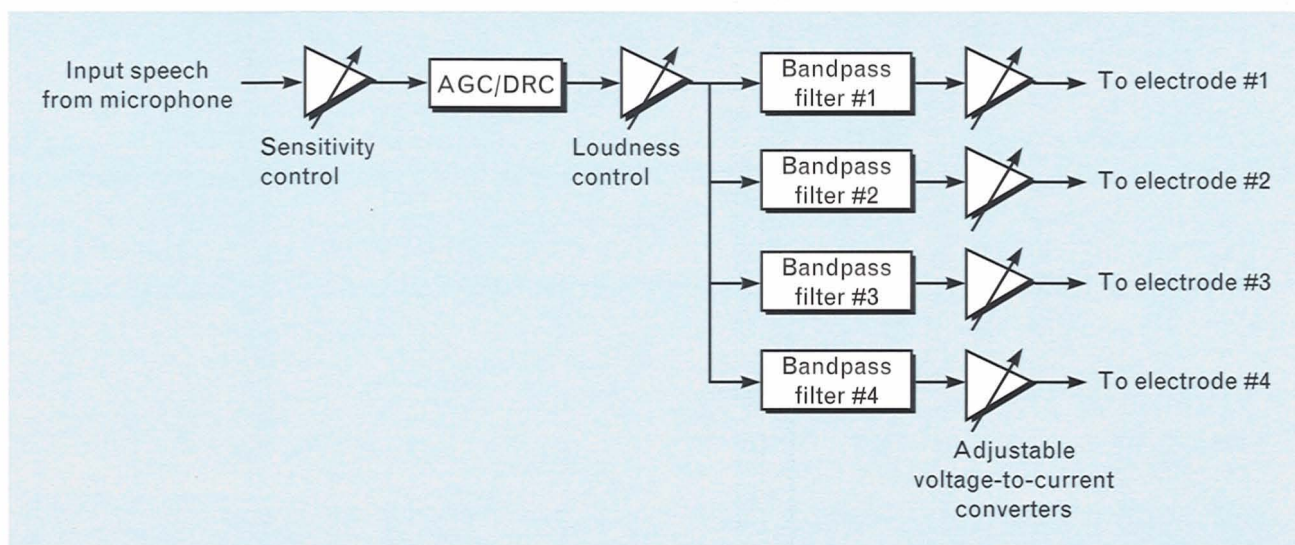 Input speech
from microphone
Sensitivity
control
AGC/DRC
Loudness
control
Bandpass
filter #1
To electrode #1
Bandpass
filter #2
To electrode #2
Bandpass
filter #3
To electrode #3
Bandpass
filter #4
To electrode #4
Adjustable
voltage-to-current
converters